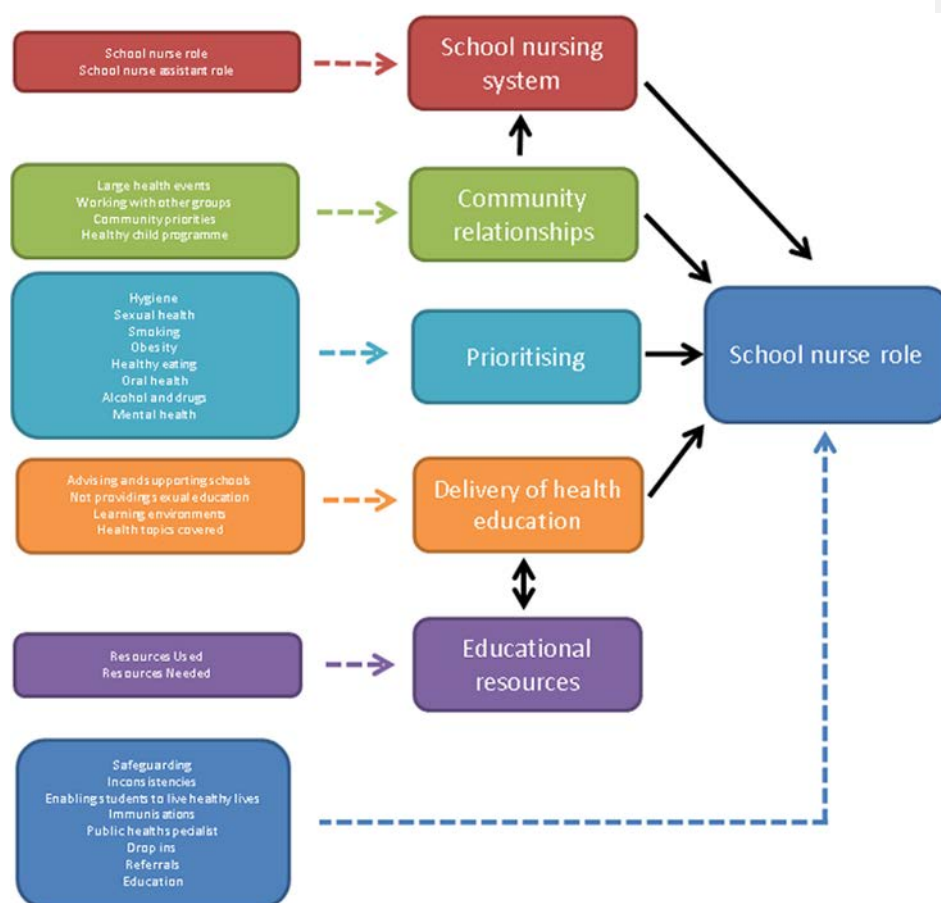 School nurse role
School nurse assistant role
School nursing
system
Large health events
Working with other groups
Community priorities
Healthy child programme
Community
relationships
Hygiene
Sexual health
Smoking
Obesity
Healthy eating
Oral health
Alcohol and drugs
Mental health
Prioritising
School nurse role
Advising and supporting schools
Not providing sexual education
Learning environments
Health topics covered
Delivery of health
education
Resources Used
Resources Needed
Educational
resources
Safeguarding
Inconsistencies
Enabling students to live healthy lives
Immunisations
Public health specialist
Drop ins
Referrals
Education